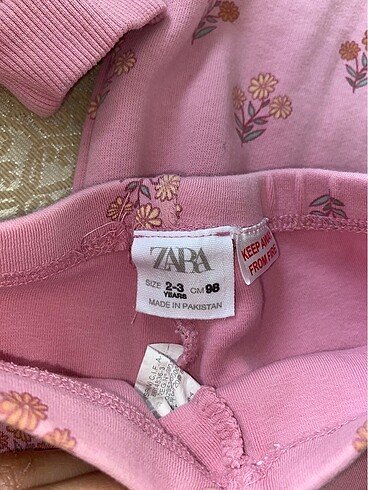 ZARA
SIZE 2-3 CM 98
YEARS
MADE IN PAKISTAN
KEEP AWAY
FROM FIRE